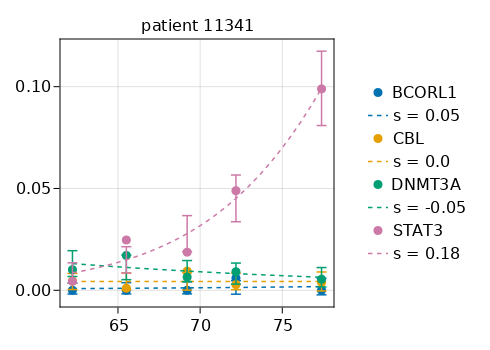 patient 11341
0.10
0.05
0.00
65
70
75
BCORL1
s = 0.05
CBL
s = 0.0
DNMT3A
s = -0.05
STAT3
s = 0.18